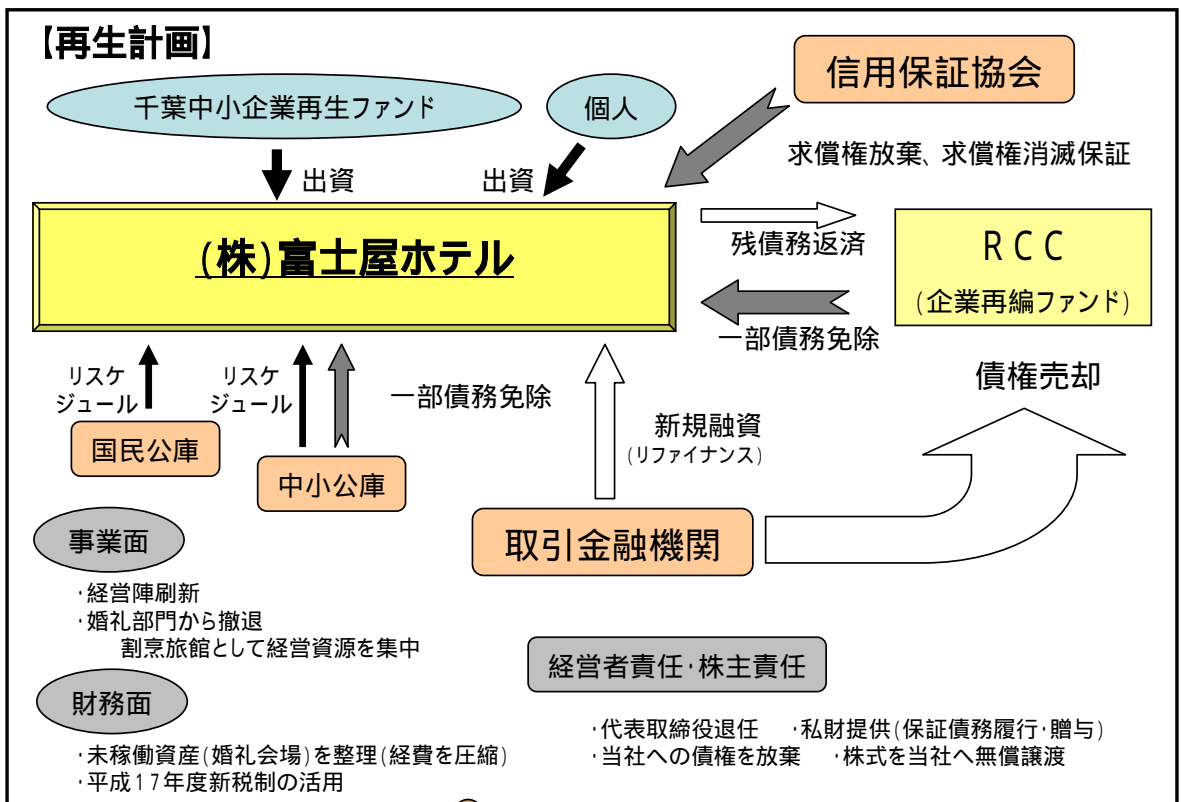 【再生計画】
千葉中小企業再生ファンド
個人
信用保証協会
出資
出資
求償権放棄、求償権消滅保証
(株)富士屋ホテル
残債務返済
RCC
(企業再編ファンド)
一部債務免除
リスケ
ジュール
リスケ
ジュール
一部債務免除
債権売却
新規融資
(リファイナンス)
国民公庫
中小公庫
取引金融機関
事業面
・経営陣刷新
・婚礼部門から撤退
割烹旅館として経営資源を集中
経営者責任・株主責任
財務面
・代表取締役退任 ・私財提供(保証債務履行・贈与)
・当社への債権を放棄 ・株式を当社へ無償譲渡
・未稼働資産(婚礼会場)を整理(経費を圧縮)
・平成17年度新税制の活用